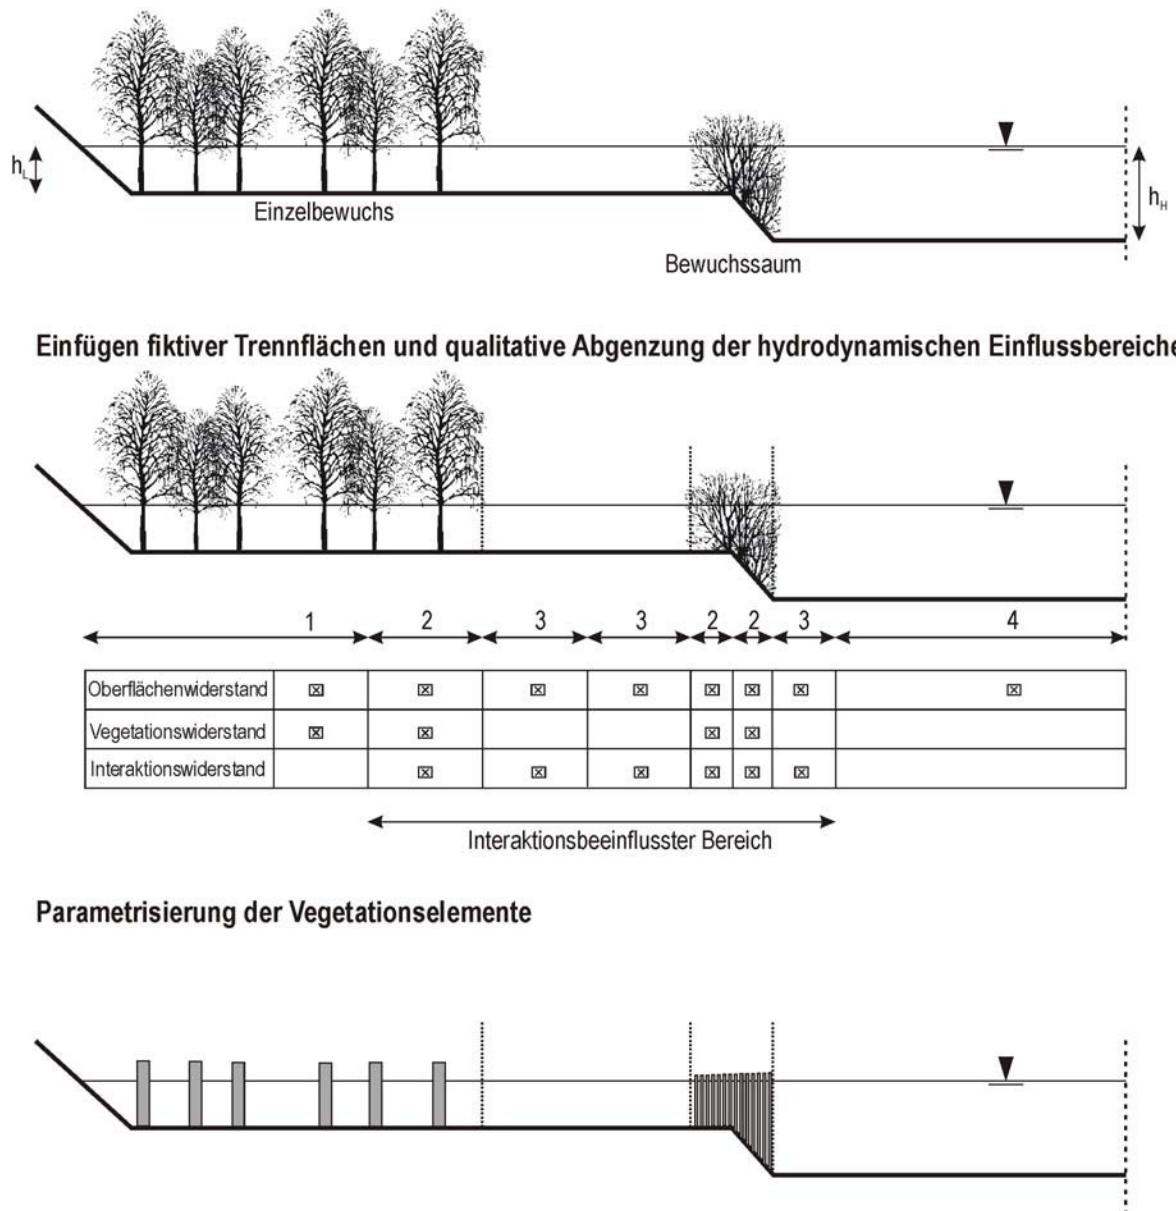 h_L
h_H
Einzelbewuchs
Bewuchssaum
Einfügen fiktiver Trennflächen und qualitative Abgenzung der hydrodynamischen Einflussbereiche
1 2 3 3 2 2 3 4
Oberflächenwiderstand
Vegetationswiderstand
Interaktionswiderstand
Interaktionsbeeinflusster Bereich
Parametrisierung der Vegetationselemente